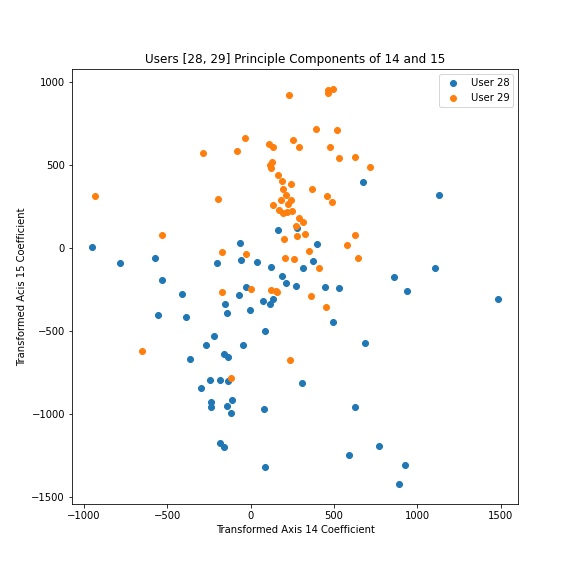 Users [28, 29] Principle Components of 14 and 15
User 28
User 29
Transformed Acis 15 Coefficient
1000
500
0
−500
−1000
−1500
−1000
−500
0
500
1000
1500
Transformed Axis 14 Coefficient